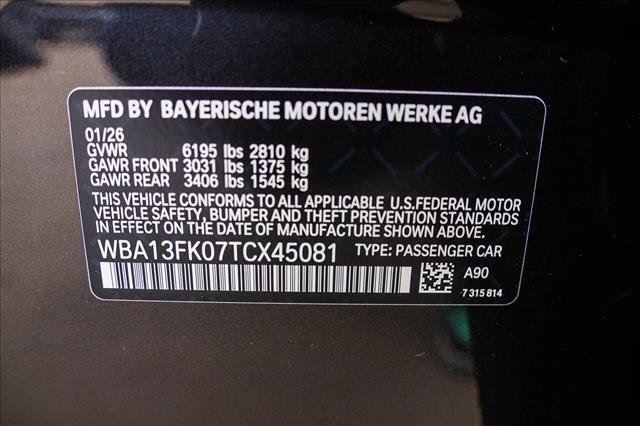 MFD BY BAYERISCHE MOTOREN WERKE AG
01/26
GVWR 6195 lbs 2810 kg
GAWR FRONT 3031 lbs 1375 kg
GAWR REAR 3406 lbs 1545 kg
THIS VEHICLE CONFORMS TO ALL APPLICABLE U.S.FEDERAL MOTOR
VEHICLE SAFETY, BUMPER AND THEFT PREVENTION STANDARDS
IN EFFECT ON THE DATE OF MANUFACTURE SHOWN ABOVE.
WBA13FK07TCX45081 TYPE: PASSENGER CAR
A90
7 315 814